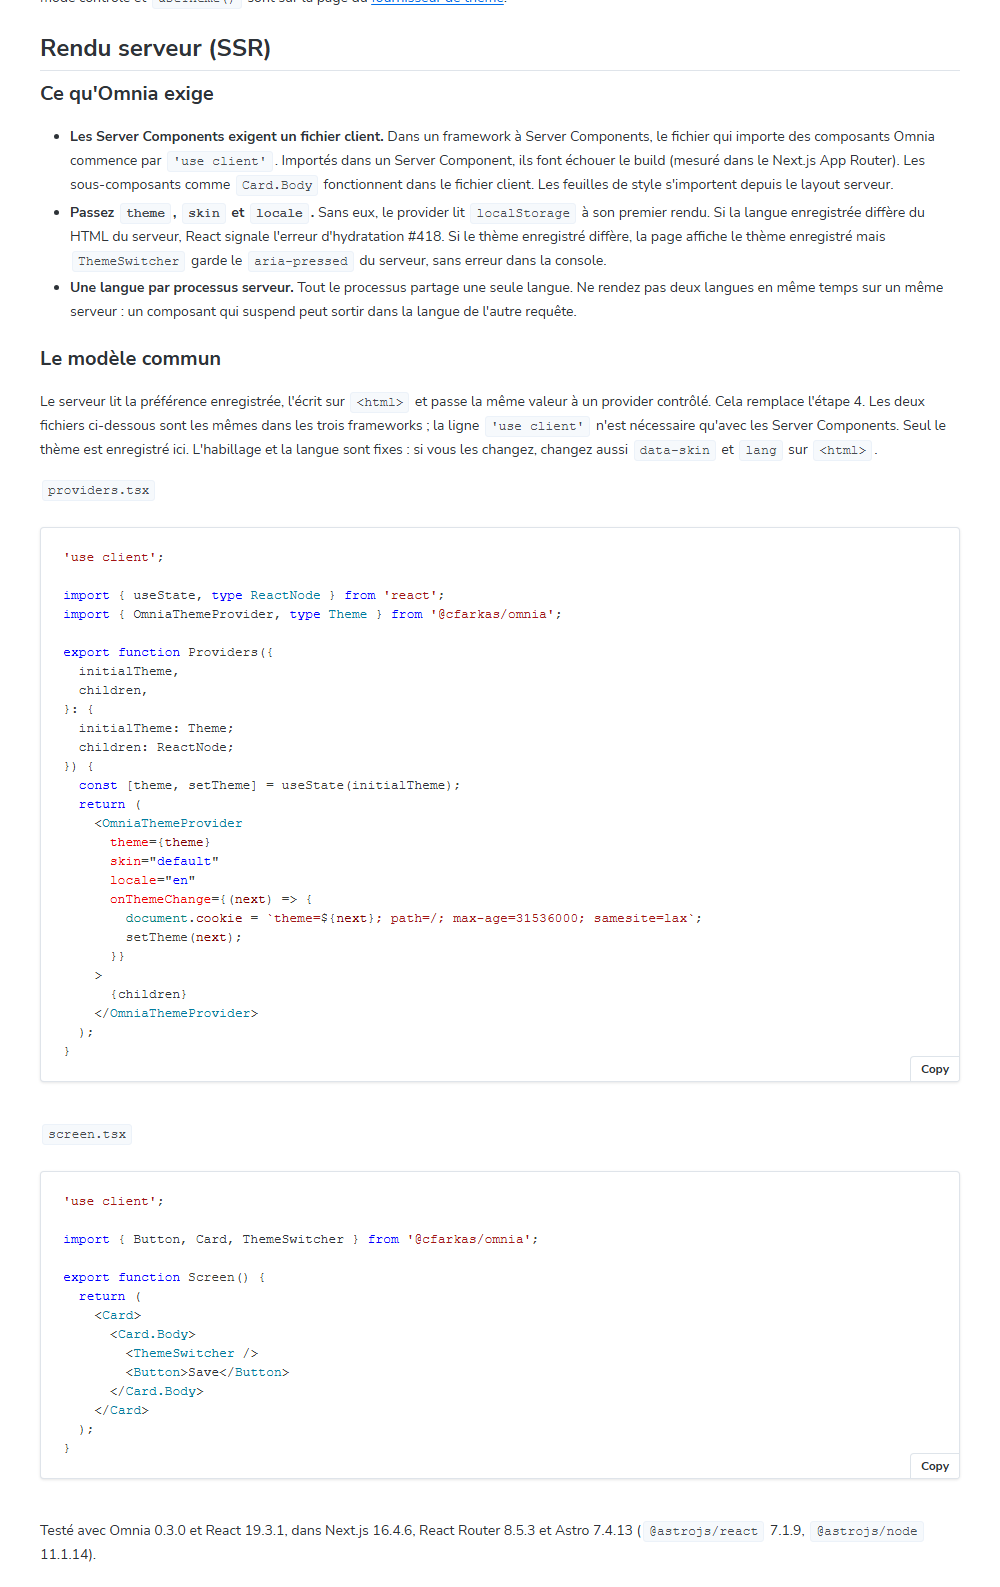 mode contrôlé et useTheme() sont sur la page du fournisseur de thème.
Rendu serveur (SSR)
Ce qu'Omnia exige
• Les Server Components exigent un fichier client. Dans un framework à Server Components, le fichier qui importe des composants Omnia
commence par 'use client' . Importés dans un Server Component, ils font échouer le build (mesuré dans le Next.js App Router). Les
sous-composants comme Card.Body fonctionnent dans le fichier client. Les feuilles de style s'importent depuis le layout serveur.
• Passez theme , skin et locale . Sans eux, le provider lit localStorage à son premier rendu. Si la langue enregistrée diffère du
HTML du serveur, React signale l'erreur d'hydratation #418. Si le thème enregistré diffère, la page affiche le thème enregistré mais
ThemeSwitcher garde le aria-pressed du serveur, sans erreur dans la console.
• Une langue par processus serveur. Tout le processus partage une seule langue. Ne rendez pas deux langues en même temps sur un même
serveur : un composant qui suspend peut sortir dans la langue de l'autre requête.
Le modèle commun
Le serveur lit la préférence enregistrée, l'écrit sur <html> et passe la même valeur à un provider contrôlé. Cela remplace l'étape 4. Les deux
fichiers ci-dessous sont les mêmes dans les trois frameworks ; la ligne 'use client' n'est nécessaire qu'avec les Server Components. Seul le
thème est enregistré ici. L'habillage et la langue sont fixes : si vous les changez, changez aussi data-skin et lang sur <html> .
providers.tsx
'use client';
import { useState, type ReactNode } from 'react';
import { OmniaThemeProvider, type Theme } from '@cfarkas/omnia';
export function Providers({
  initialTheme,
  children,
}: {
  initialTheme: Theme;
  children: ReactNode;
}) {
  const [theme, setTheme] = useState(initialTheme);
  return (
    <OmniaThemeProvider
      theme={theme}
      skin="default"
      locale="en"
      onThemeChange={(next) => {
        document.cookie = `theme=${next}; path=/; max-age=31536000; samesite=lax`;
        setTheme(next);
      }}
    >
      {children}
    </OmniaThemeProvider>
  );
}
Copy
screen.tsx
'use client';
import { Button, Card, ThemeSwitcher } from '@cfarkas/omnia';
export function Screen() {
  return (
    <Card>
      <Card.Body>
        <ThemeSwitcher />
        <Button>Save</Button>
      </Card.Body>
    </Card>
  );
}
Copy
Testé avec Omnia 0.3.0 et React 19.3.1, dans Next.js 16.4.6, React Router 8.5.3 et Astro 7.4.13 ( @astrojs/react 7.1.9, @astrojs/node
11.1.14).